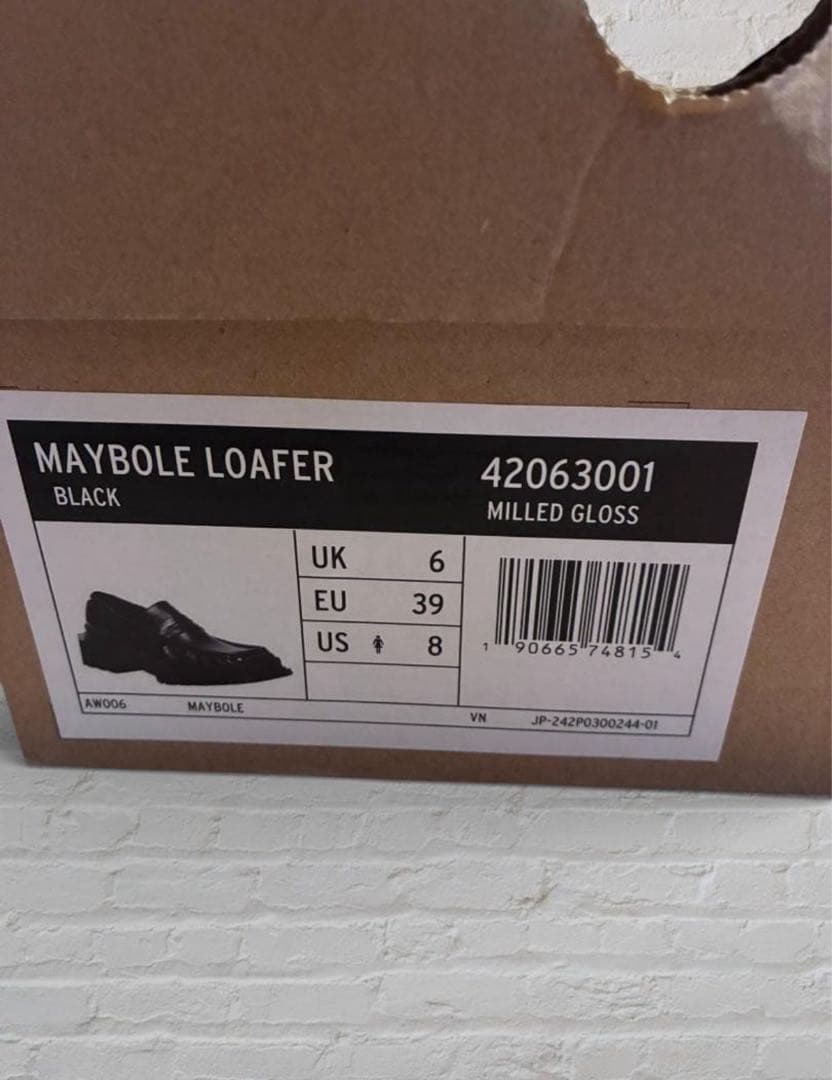 MAYBOLE LOAFER
BLACK
42063001
MILLED GLOSS
UK 6
EU 39
US 8
1 90665 74815 4
AW006 MAYBOLE
VN JP-242P0300244-01